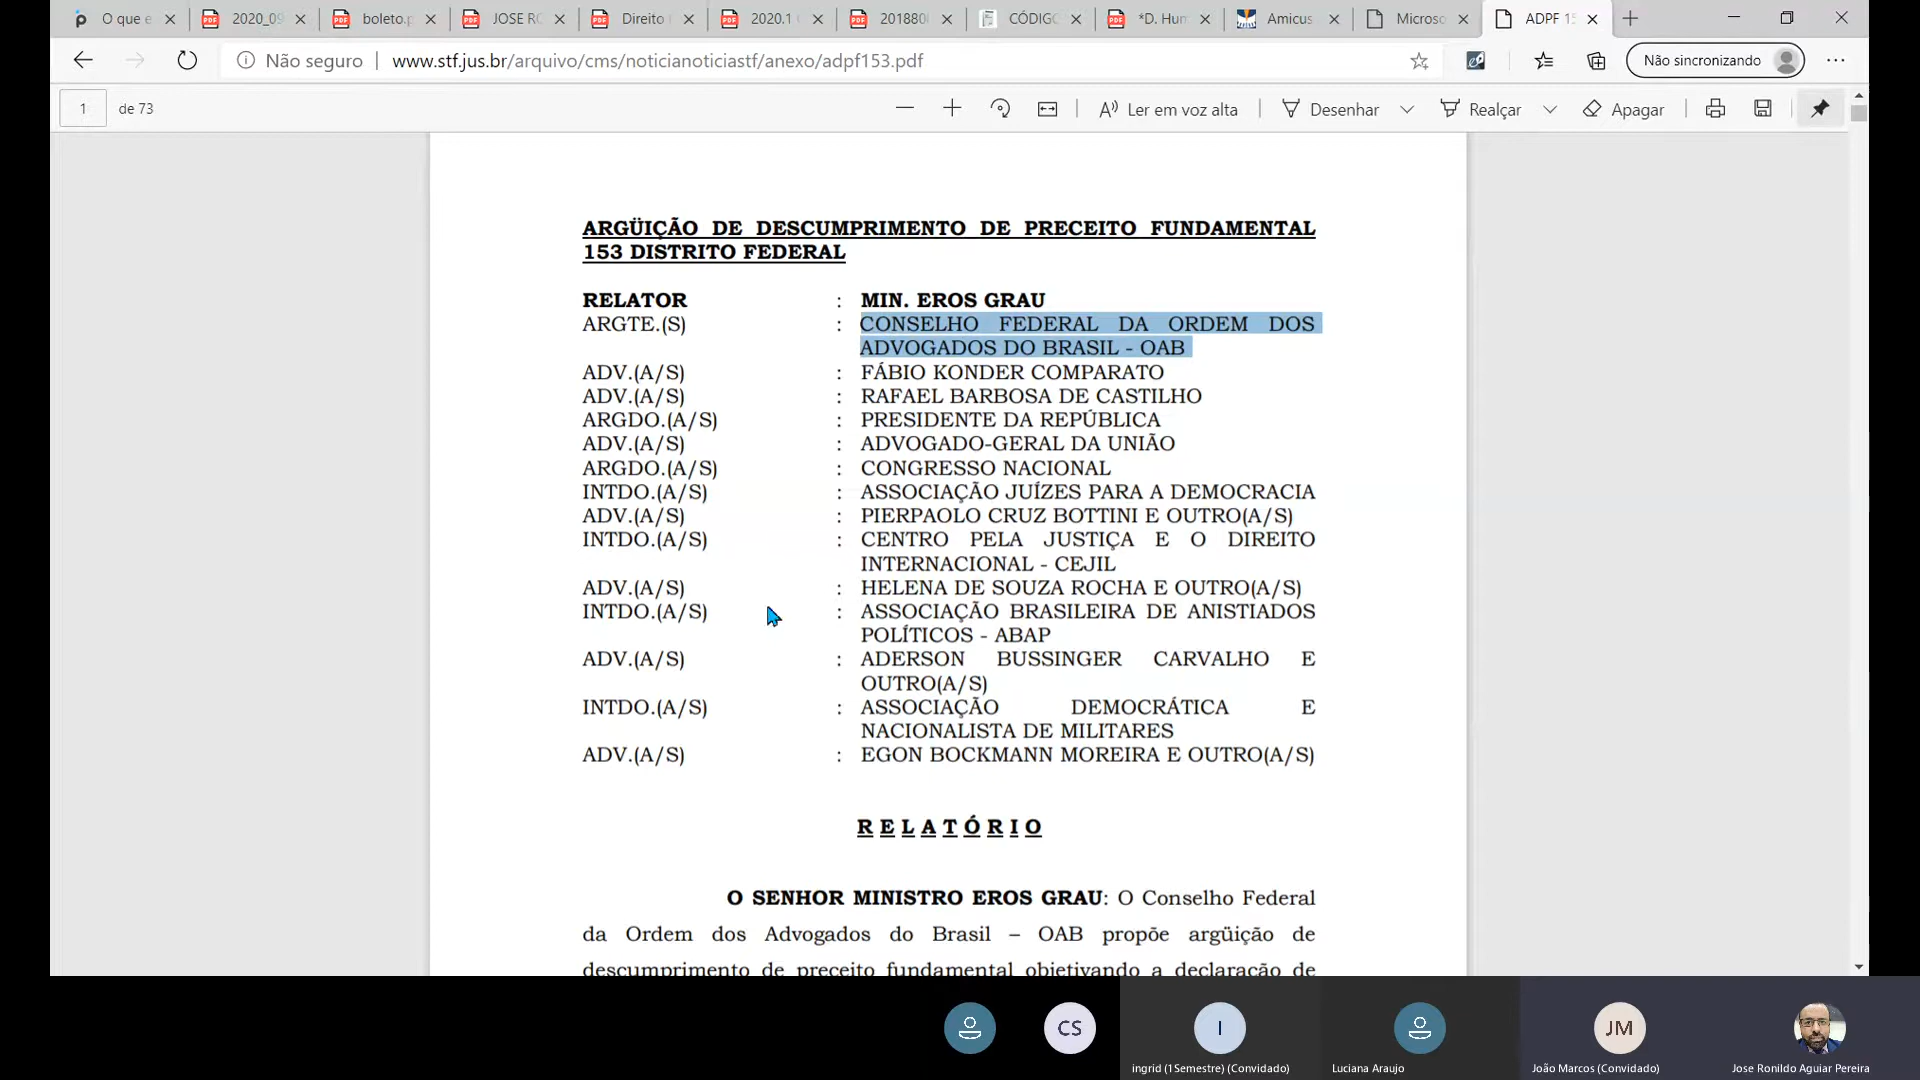 O que e
2020_09
boleto.p
JOSE RO
Direito
2020.1
201880
CÓDIGO
*D. Hum
Amicus
Microso
ADPF 15
Não seguro | www.stf.jus.br/arquivo/cms/noticianoticiastf/anexo/adpf153.pdf
Não sincronizando
1 de 73
Ler em voz alta
Desenhar
Realçar
Apagar
ARGÜIÇÃO DE DESCUMPRIMENTO DE PRECEITO FUNDAMENTAL
153 DISTRITO FEDERAL
RELATOR : MIN. EROS GRAU
ARGTE.(S) : CONSELHO FEDERAL DA ORDEM DOS
ADVOGADOS DO BRASIL - OAB
ADV.(A/S) : FÁBIO KONDER COMPARATO
ADV.(A/S) : RAFAEL BARBOSA DE CASTILHO
ARGDO.(A/S) : PRESIDENTE DA REPÚBLICA
ADV.(A/S) : ADVOGADO-GERAL DA UNIÃO
ARGDO.(A/S) : CONGRESSO NACIONAL
INTDO.(A/S) : ASSOCIAÇÃO JUÍZES PARA A DEMOCRACIA
ADV.(A/S) : PIERPAOLO CRUZ BOTTINI E OUTRO(A/S)
INTDO.(A/S) : CENTRO PELA JUSTIÇA E O DIREITO
INTERNACIONAL - CEJIL
ADV.(A/S) : HELENA DE SOUZA ROCHA E OUTRO(A/S)
INTDO.(A/S) : ASSOCIAÇÃO BRASILEIRA DE ANISTIADOS
POLÍTICOS - ABAP
ADV.(A/S) : ADERSON BUSSINGER CARVALHO E
OUTRO(A/S)
INTDO.(A/S) : ASSOCIAÇÃO DEMOCRÁTICA E
NACIONALISTA DE MILITARES
ADV.(A/S) : EGON BOCKMANN MOREIRA E OUTRO(A/S)
R E L A T Ó R I O
O SENHOR MINISTRO EROS GRAU: O Conselho Federal
da Ordem dos Advogados do Brasil – OAB propõe argüição de
descumprimento de preceito fundamental objetivando a declaração de
CS
I
JM
ingrid (1Semestre) (Convidado)
Luciana Araujo
João Marcos (Convidado)
Jose Ronildo Aguiar Pereira